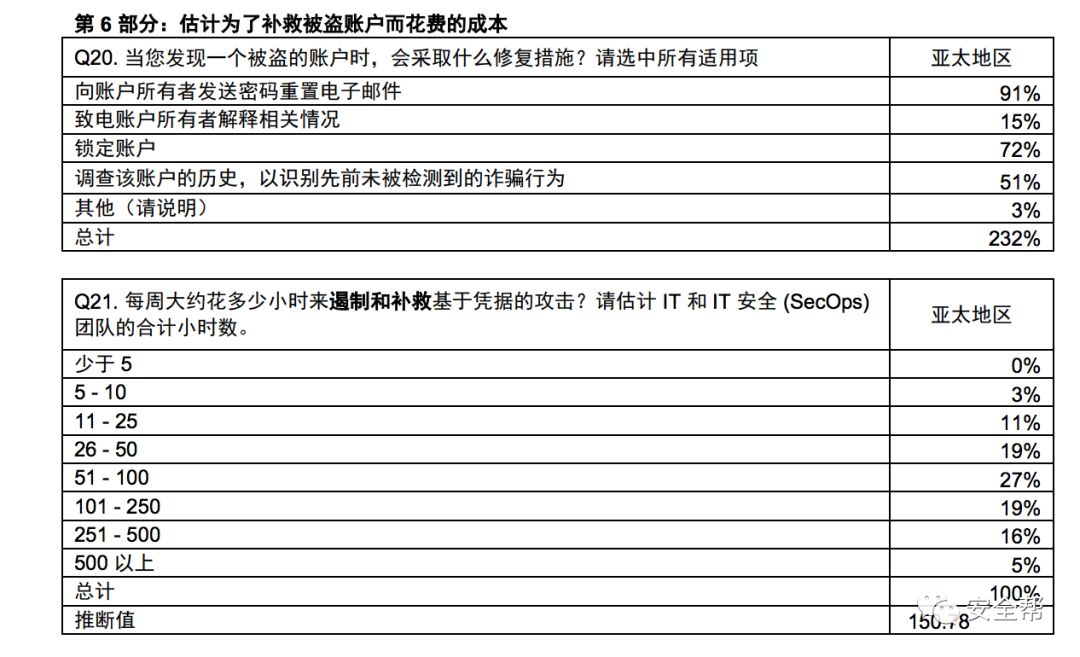 第 6 部分：估计为了补救被盗账户而花费的成本
Q20. 当您发现一个被盗的账户时，会采取什么修复措施？请选中所有适用项 亚太地区
向账户所有者发送密码重置电子邮件 91%
致电账户所有者解释相关情况 15%
锁定账户 72%
调查该账户的历史，以识别先前未被检测到的诈骗行为 51%
其他（请说明） 3%
总计 232%
Q21. 每周大约花多少小时来遏制和补救基于凭据的攻击？请估计 IT 和 IT 安全 (SecOps)
团队的合计小时数。 亚太地区
少于 5 0%
5 - 10 3%
11 - 25 11%
26 - 50 19%
51 - 100 27%
101 - 250 19%
251 - 500 16%
500 以上 5%
总计 100%
推断值 150.78
安全帮